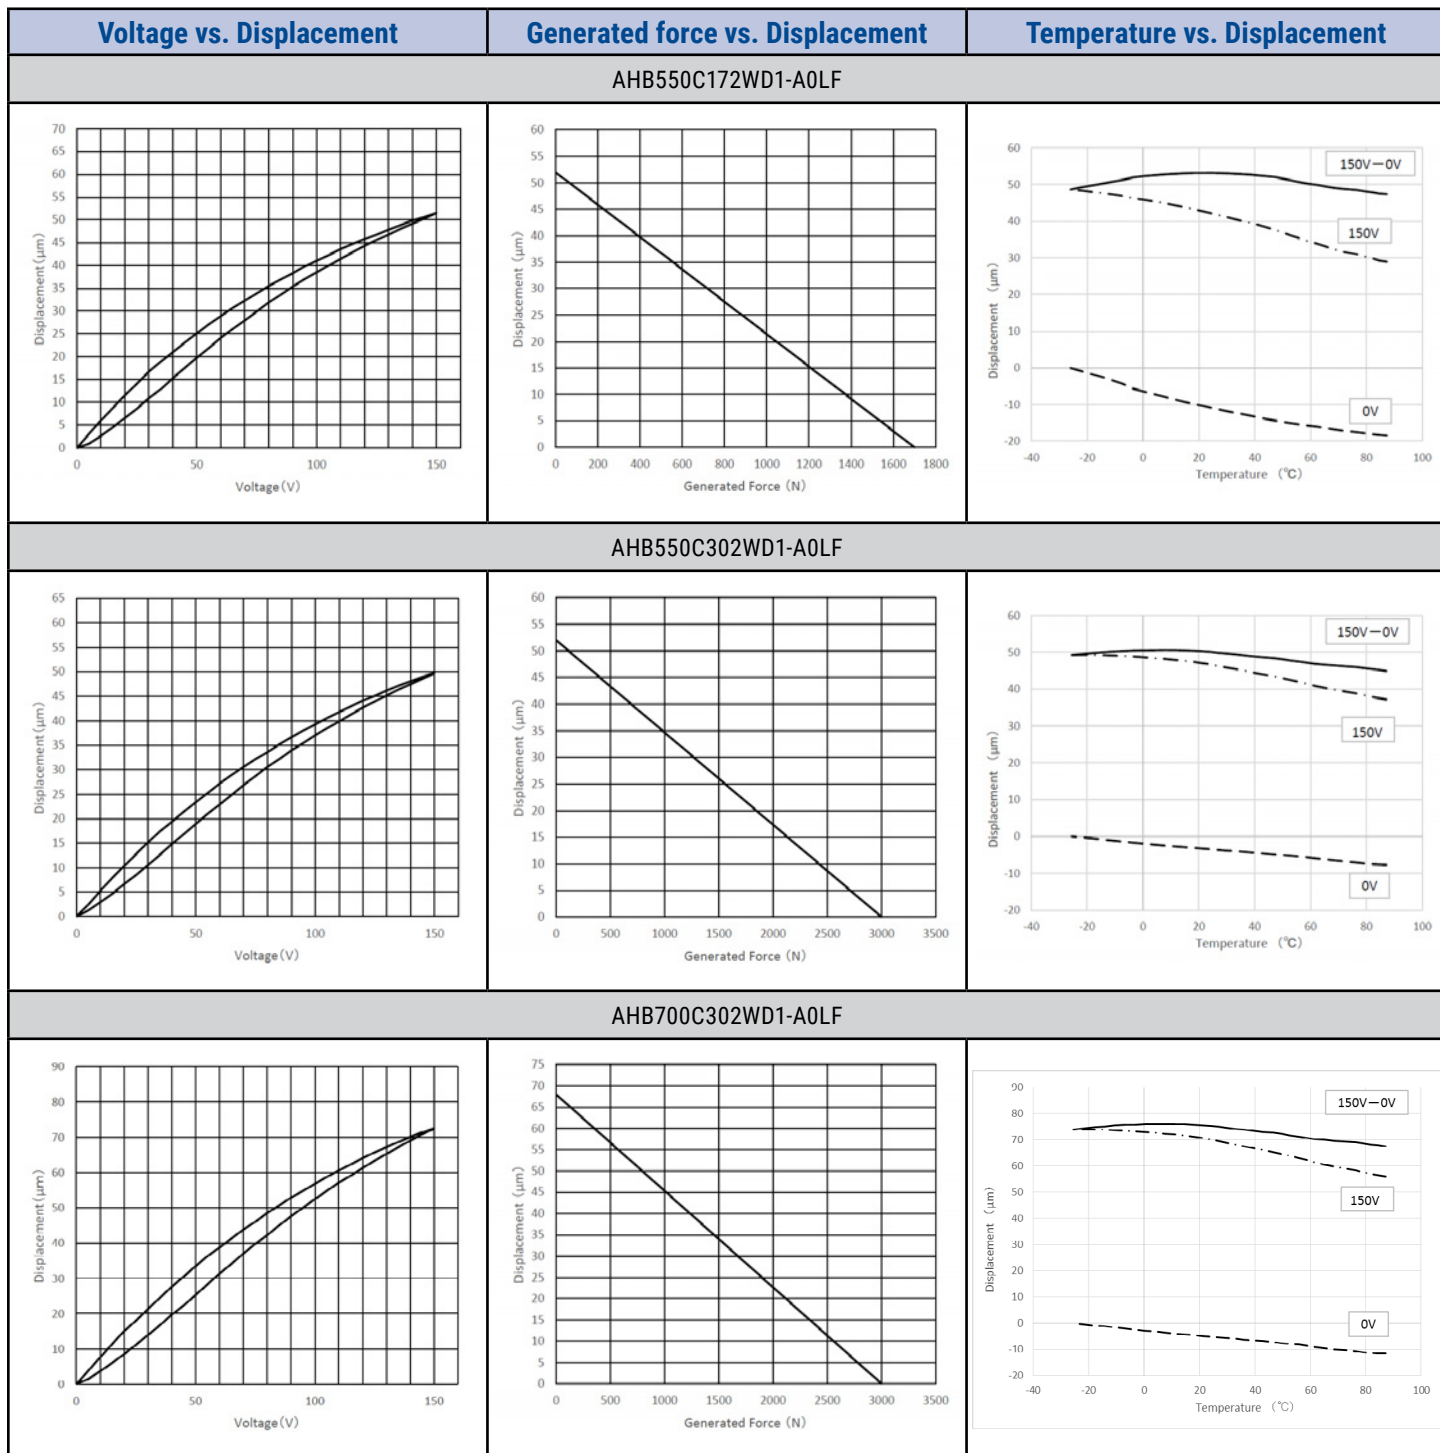 Voltage vs. Displacement
Generated force vs. Displacement
Temperature vs. Displacement
AHB550C172WD1-A0LF
70
65
60
55
50
45
40
35
30
25
20
15
10
5
0
Displacement(μm)
0 50 100 150
Voltage(V)
60
55
50
45
40
35
30
25
20
15
10
5
0
Displacement (μm)
0 200 400 600 800 1000 1200 1400 1600 1800
Generated Force (N)
60
50
40
30
20
10
0
-10
-20
Displacement (μm)
150V－0V
150V
0V
-40 -20 0 20 40 60 80 100
Temperature (℃)
AHB550C302WD1-A0LF
65
60
55
50
45
40
35
30
25
20
15
10
5
0
Displacement(μm)
0 50 100 150
Voltage(V)
60
55
50
45
40
35
30
25
20
15
10
5
0
Displacement (μm)
0 500 1000 1500 2000 2500 3000 3500
Generated Force (N)
60
50
40
30
20
10
0
-10
-20
Displacement (μm)
150V－0V
150V
0V
-40 -20 0 20 40 60 80 100
Temperature (℃)
AHB700C302WD1-A0LF
90
80
70
60
50
40
30
20
10
0
Displacement(μm)
0 50 100 150
Voltage(V)
75
70
65
60
55
50
45
40
35
30
25
20
15
10
5
0
Displacement (μm)
0 500 1000 1500 2000 2500 3000 3500
Generated Force (N)
90
80
70
60
50
40
30
20
10
0
-10
-20
Displacement (μm)
150V－0V
150V
0V
-40 -20 0 20 40 60 80 100
Temperature (℃)